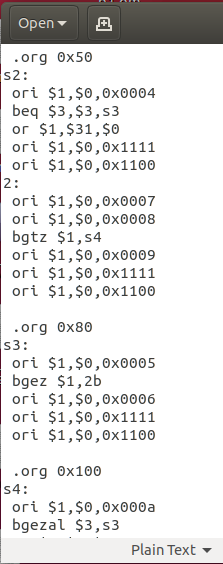 Open
.org 0x50
s2:
ori $1,$0,0x0004
beq $3,$3,s3
or $1,$31,$0
ori $1,$0,0x1111
ori $1,$0,0x1100
2:
ori $1,$0,0x0007
ori $1,$0,0x0008
bgtz $1,s4
ori $1,$0,0x0009
ori $1,$0,0x1111
ori $1,$0,0x1100
.org 0x80
s3:
ori $1,$0,0x0005
bgez $1,2b
ori $1,$0,0x0006
ori $1,$0,0x1111
ori $1,$0,0x1100
.org 0x100
s4:
ori $1,$0,0x000a
bgezal $3,s3
Plain Text